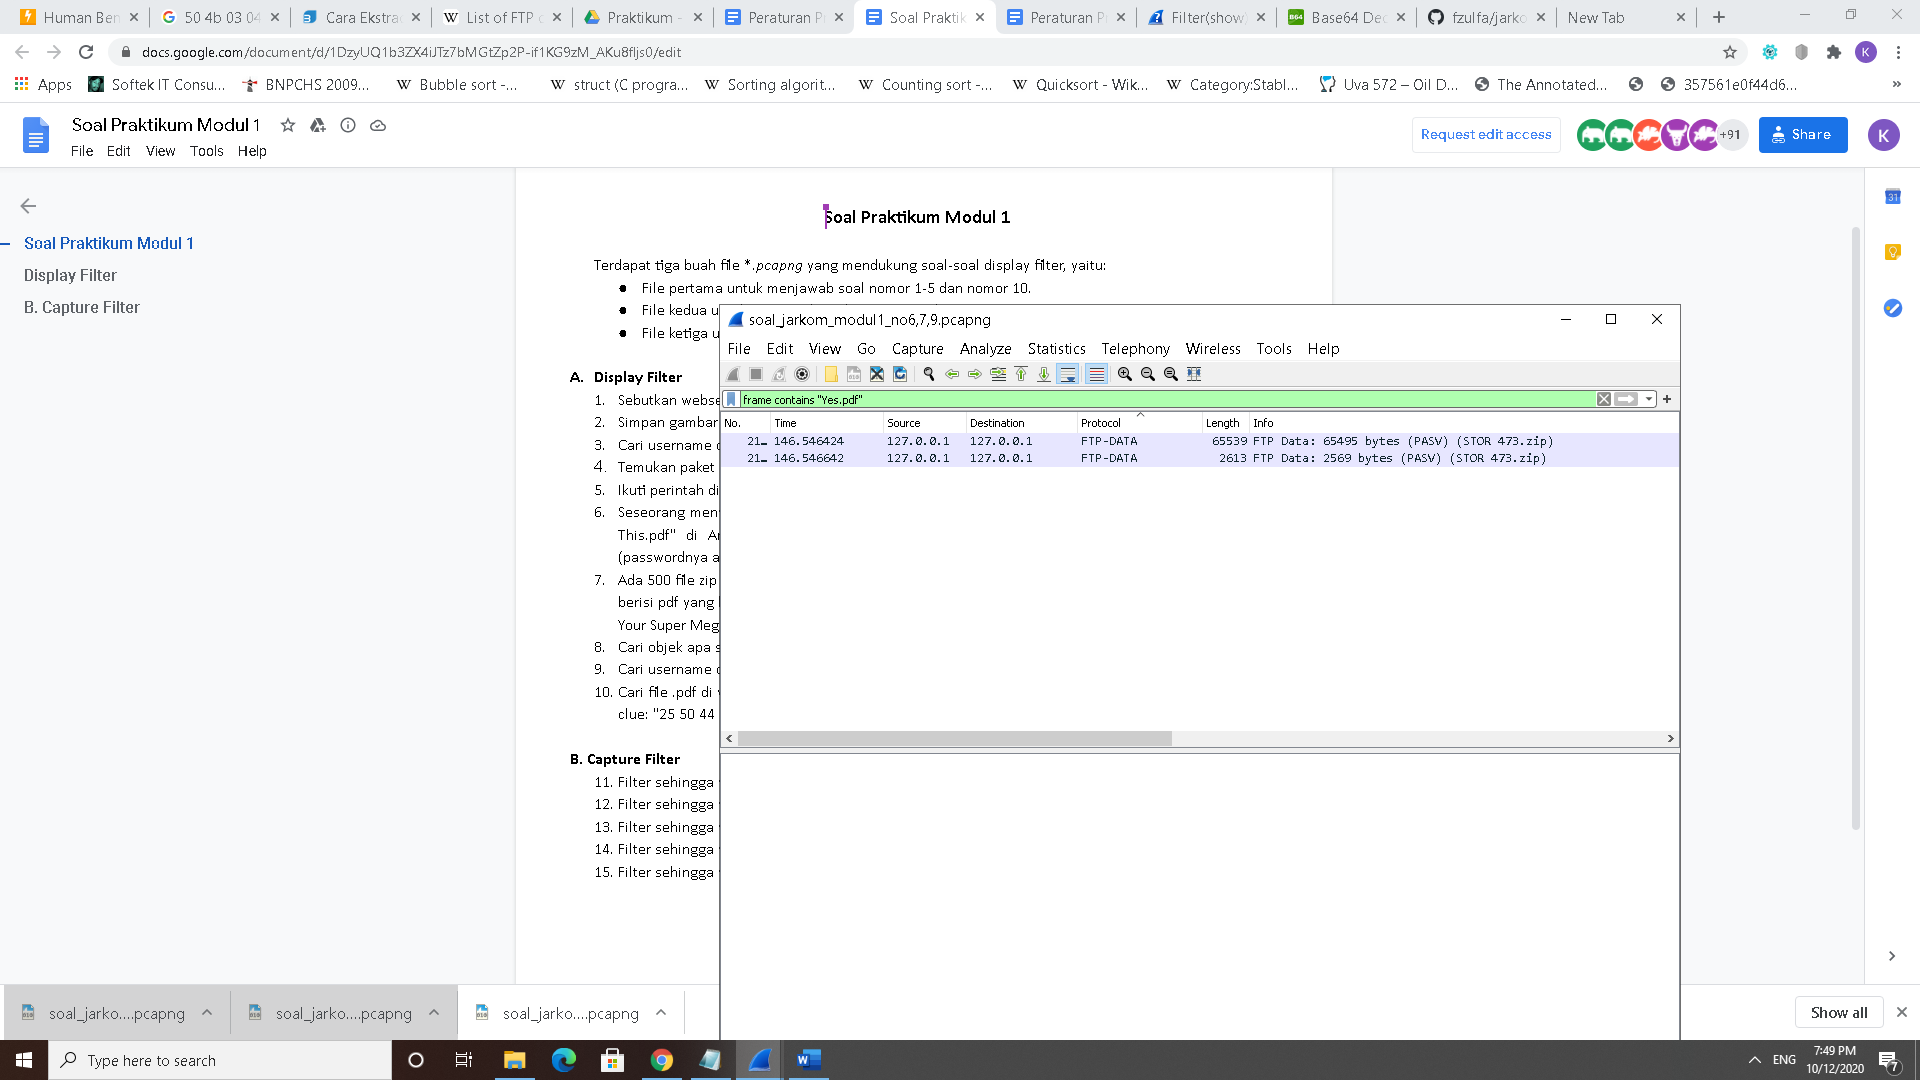 Human Ben
50 4b 03 04
Cara Ekstra
List of FTP c
Praktikum -
Peraturan P
Soal Praktik
Peraturan P
Filter(show)
Base64 Dec
fzulfa/jarko
New Tab
docs.google.com/document/d/1DzyUQ1b3ZX4iJTz7bMGtZp2P-if1KG9zM_AKu8fIjs0/edit
K
Apps
Softek IT Consu...
BNPCHS 2009...
Bubble sort -...
struct (C progra...
Sorting algorit...
Counting sort -...
Quicksort - Wik...
Category:Stabl...
Uva 572 – Oil D...
The Annotated...
357561e0f44d6...
»
Soal Praktikum Modul 1
File Edit View Tools Help
Request edit access
+91
Share
K
Soal Praktikum Modul 1
Display Filter
B. Capture Filter
Soal Praktikum Modul 1
Terdapat tiga buah file *.pcapng yang mendukung soal-soal display filter, yaitu:
● File pertama untuk menjawab soal nomor 1-5 dan nomor 10.
● File kedua u
● File ketiga u
A. Display Filter
1. Sebutkan webse
2. Simpan gambar
3. Cari username d
4. Temukan paket
5. Ikuti perintah di
6. Seseorang meny
This.pdf" di Ar
(passwordnya a
7. Ada 500 file zip
berisi pdf yang
Your Super Meg
8. Cari objek apa s
9. Cari username d
10. Cari file .pdf di w
clue: "25 50 44
B. Capture Filter
11. Filter sehingga
12. Filter sehingga
13. Filter sehingga
14. Filter sehingga
15. Filter sehingga
soal_jarkom_modul1_no6,7,9.pcapng
File Edit View Go Capture Analyze Statistics Telephony Wireless Tools Help
frame contains "Yes.pdf"
No. Time Source Destination Protocol Length Info
21… 146.546424 127.0.0.1 127.0.0.1 FTP-DATA 65539 FTP Data: 65495 bytes (PASV) (STOR 473.zip)
21… 146.546642 127.0.0.1 127.0.0.1 FTP-DATA 2613 FTP Data: 2569 bytes (PASV) (STOR 473.zip)
soal_jarko....pcapng
soal_jarko....pcapng
soal_jarko....pcapng
Show all
Type here to search
ENG
7:49 PM
10/12/2020
7